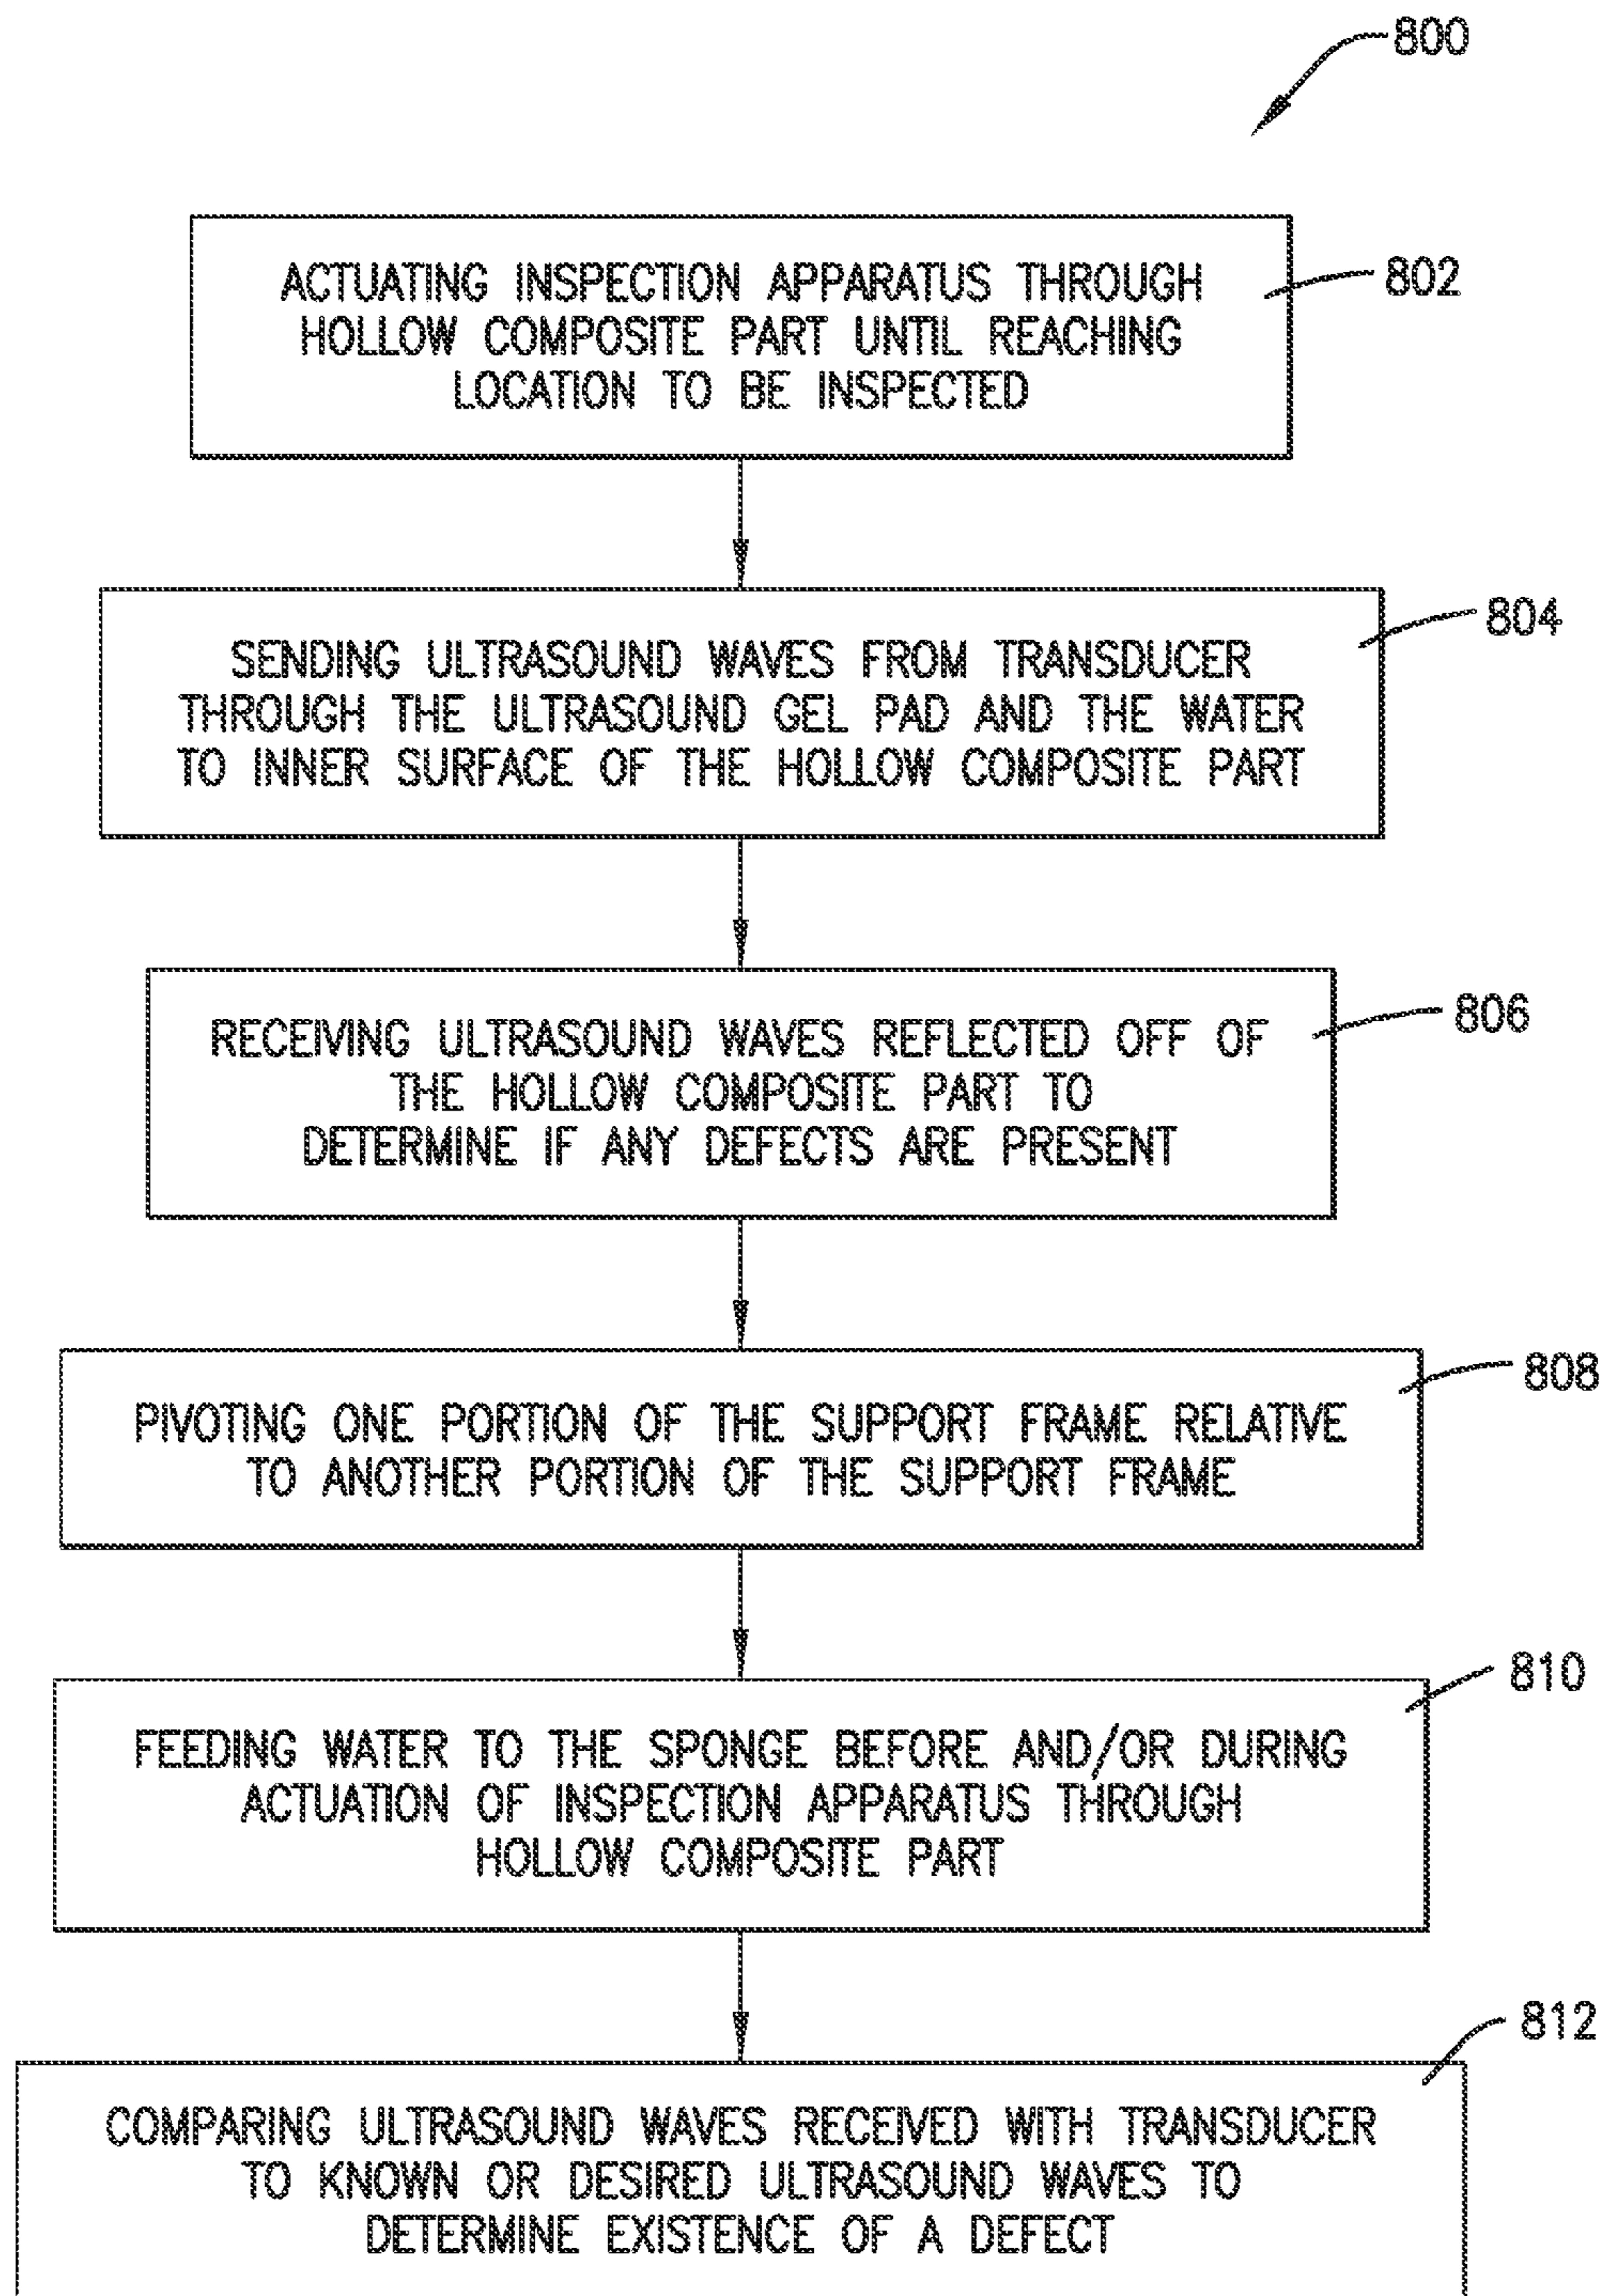 800
ACTUATING INSPECTION APPARATUS THROUGH
HOLLOW COMPOSITE PART UNTIL REACHING
LOCATION TO BE INSPECTED
802
SENDING ULTRASOUND WAVES FROM TRANSDUCER
THROUGH THE ULTRASOUND GEL PAD AND THE WATER
TO INNER SURFACE OF THE HOLLOW COMPOSITE PART
804
RECEIVING ULTRASOUND WAVES REFLECTED OFF OF
THE HOLLOW COMPOSITE PART TO
DETERMINE IF ANY DEFECTS ARE PRESENT
806
PIVOTING ONE PORTION OF THE SUPPORT FRAME RELATIVE
TO ANOTHER PORTION OF THE SUPPORT FRAME
808
FEEDING WATER TO THE SPONGE BEFORE AND/OR DURING
ACTUATION OF INSPECTION APPARATUS THROUGH
HOLLOW COMPOSITE PART
810
COMPARING ULTRASOUND WAVES RECEIVED WITH TRANSDUCER
TO KNOWN OR DESIRED ULTRASOUND WAVES TO
DETERMINE EXISTENCE OF A DEFECT
812